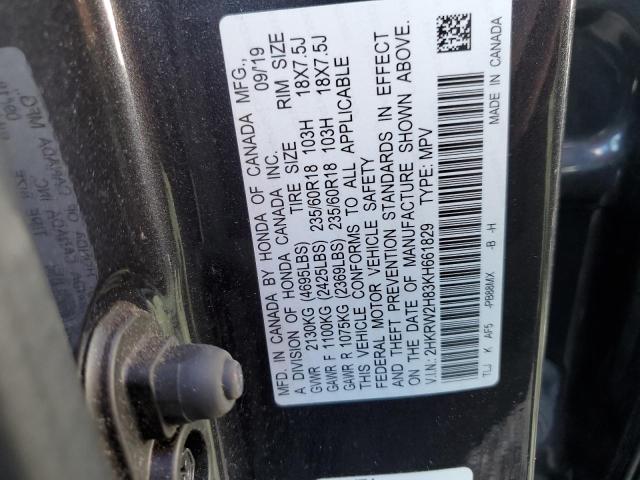 MFD. IN CANADA BY HONDA OF CANADA MFG.,
A DIVISION OF HONDA CANADA INC. 09/19
TIRE SIZE RIM SIZE
GVWR 2130KG (4695LBS)
GAWR F 1100KG (2425LBS) 235/60R18 103H 18X7.5J
GAWR R 1075KG (2369LBS) 235/60R18 103H 18X7.5J
THIS VEHICLE CONFORMS TO ALL APPLICABLE
FEDERAL MOTOR VEHICLE SAFETY
AND THEFT PREVENTION STANDARDS IN EFFECT
ON THE DATE OF MANUFACTURE SHOWN ABOVE.
V.I.N.: 2HKRW2H83KH661829 TYPE: MPV
TLJ K AF5 -PB88MX -B -H
MADE IN CANADA